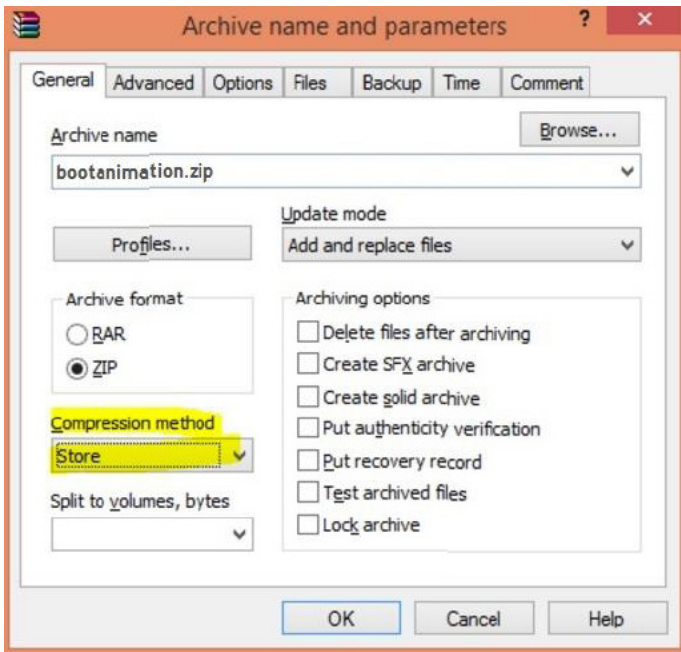 Archive name and parameters
?
×
General Advanced Options Files Backup Time Comment
Archive name
Browse...
bootanimation.zip
Update mode
Profiles...
Add and replace files
Archive format
RAR
ZIP
Archiving options
Delete files after archiving
Create SFX archive
Create solid archive
Put authenticity verification
Put recovery record
Test archived files
Lock archive
Compression method
Store
Split to volumes, bytes
OK Cancel Help